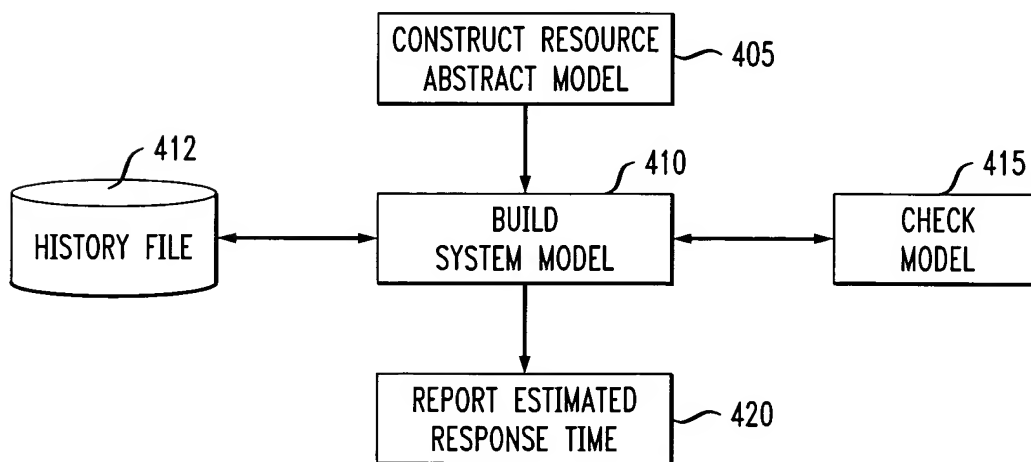 CONSTRUCT RESOURCE
ABSTRACT MODEL
405
412
410
415
HISTORY FILE
BUILD
SYSTEM MODEL
CHECK
MODEL
REPORT ESTIMATED
RESPONSE TIME
420